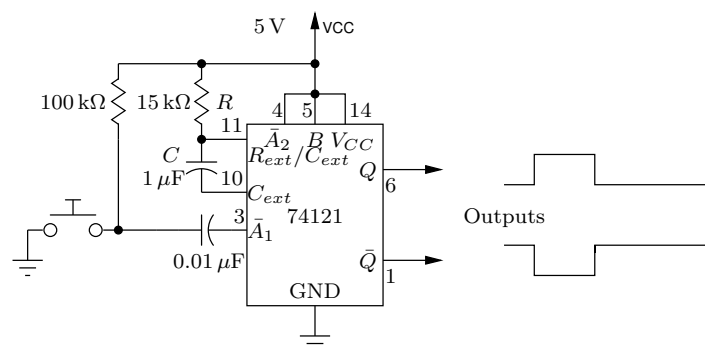 5 V VCC
100 kΩ 15 kΩ R 4 5 14
11 Ā2 B VCC
C Rext/Cext
1 μF 10 Q
Cext 6
3 74121 Outputs
Ā1
0.01 μF Q̄
1
GND